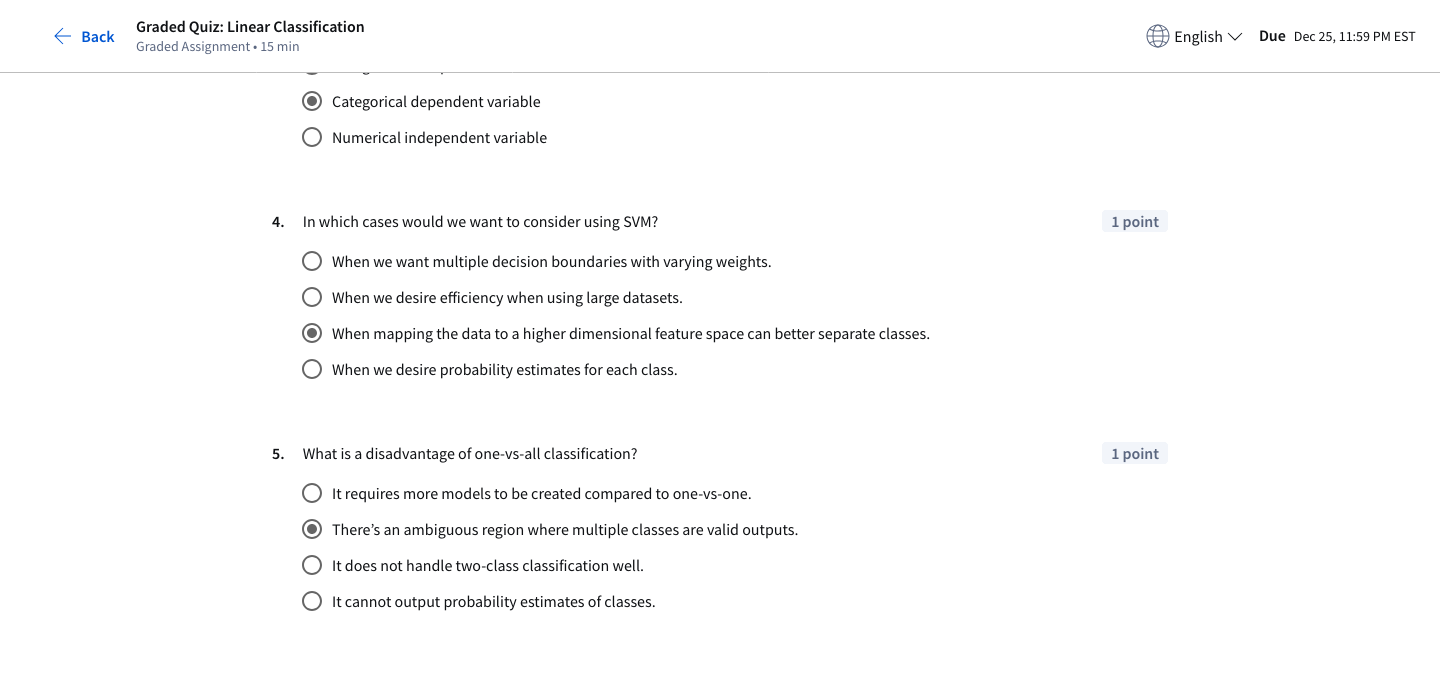 Back
Graded Quiz: Linear Classification
Graded Assignment • 15 min
English
Due Dec 25, 11:59 PM EST
Categorical dependent variable
Numerical independent variable
4. In which cases would we want to consider using SVM? 1 point
When we want multiple decision boundaries with varying weights.
When we desire efficiency when using large datasets.
When mapping the data to a higher dimensional feature space can better separate classes.
When we desire probability estimates for each class.
5. What is a disadvantage of one-vs-all classification? 1 point
It requires more models to be created compared to one-vs-one.
There’s an ambiguous region where multiple classes are valid outputs.
It does not handle two-class classification well.
It cannot output probability estimates of classes.